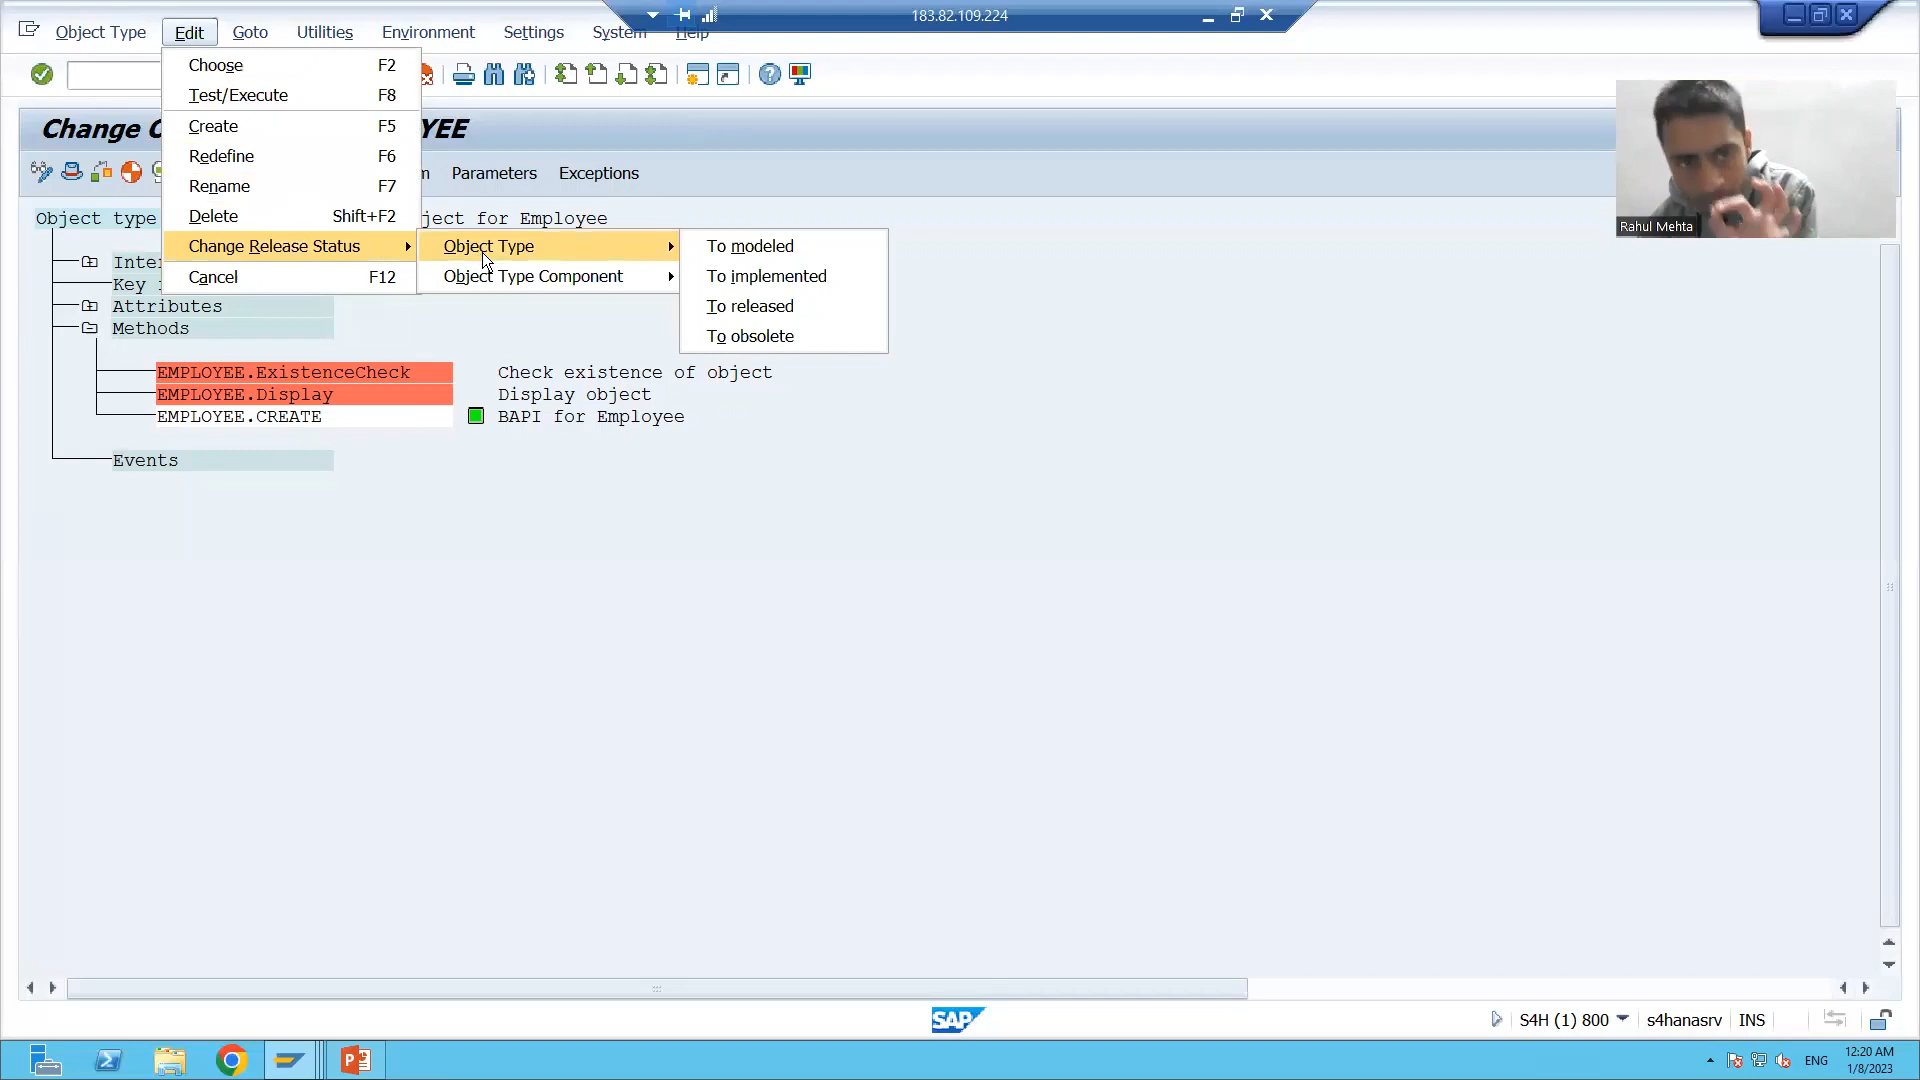 183.82.109.224
Object Type Edit Goto Utilities Environment Settings System Help
Choose F2
Test/Execute F8
Create F5
Redefine F6
Rename F7
Delete Shift+F2
Change Release Status
Cancel F12
Object Type
Object Type Component
To modeled
To implemented
To released
To obsolete
Change YEE
Parameters Exceptions
Object type ject for Employee
Key
Attributes
Methods
EMPLOYEE.ExistenceCheck Check existence of object
EMPLOYEE.Display Display object
EMPLOYEE.CREATE BAPI for Employee
Events
Rahul Mehta
SAP
S4H (1) 800 s4hanasrv INS
ENG
12:20 AM
1/8/2023